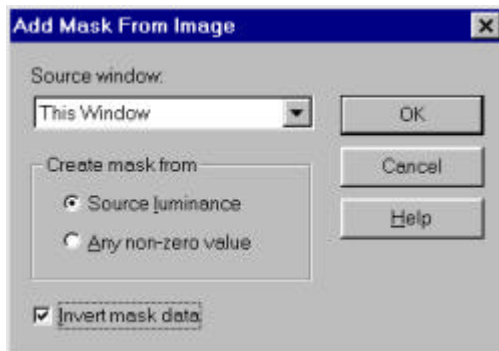 Add Mask From Image
Source window:
This Window
OK
Create mask from
Cancel
Source luminance
Help
Any non-zero value
Invert mask data